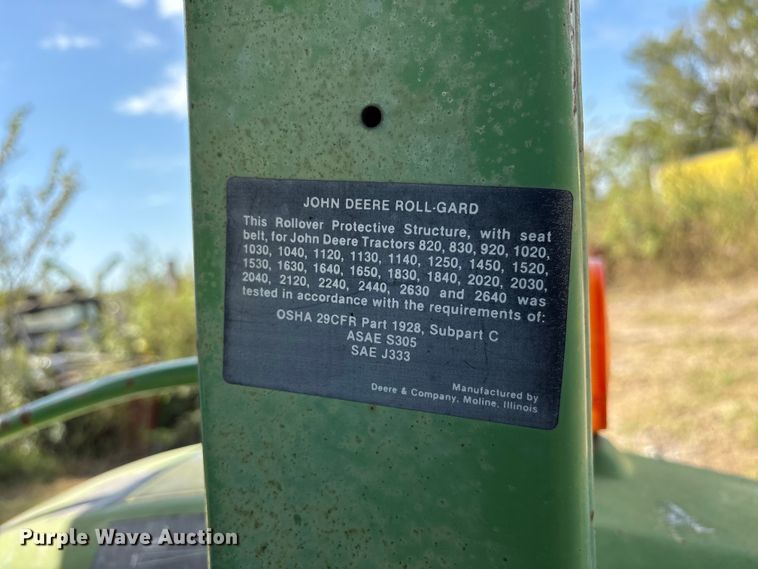 JOHN DEERE ROLL-GARD
This Rollover Protective Structure, with seat
belt, for John Deere Tractors 820, 830, 920, 1020,
1030, 1040, 1120, 1130, 1140, 1250, 1450, 1520,
1530, 1630, 1640, 1650, 1830, 1840, 2020, 2030,
2040, 2120, 2240, 2440, 2630 and 2640 was
tested in accordance with the requirements of:
OSHA 29CFR Part 1928, Subpart C
ASAE S305
SAE J333
Manufactured by
Deere & Company, Moline, Illinois
Purple Wave Auction